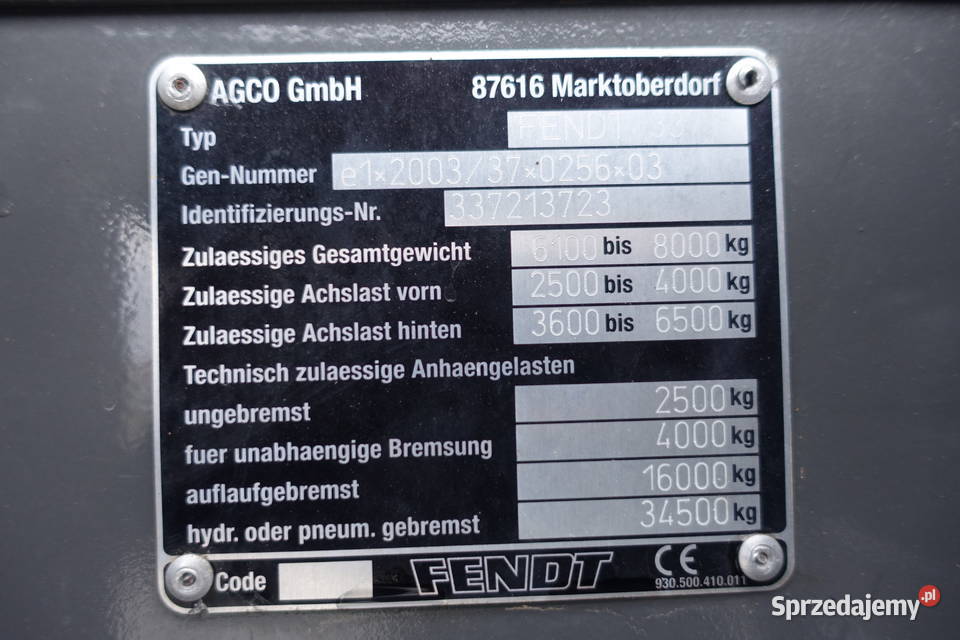 AGCO GmbH 87616 Marktoberdorf
Typ FENDT 33
Gen-Nummer e1×2003/37×0256×03
Identifizierungs-Nr. 337213723
Zulaessiges Gesamtgewicht 6100 bis 8000 kg
Zulaessige Achslast vorn 2500 bis 4000 kg
Zulaessige Achslast hinten 3600 bis 6500 kg
Technisch zulaessige Anhaengelasten
ungebremst 2500 kg
fuer unabhaengige Bremsung 4000 kg
auflaufgebremst 16000 kg
hydr. oder pneum. gebremst 34500 kg
Code FENDT CE
930.500.410.011
Sprzedajemy.pl